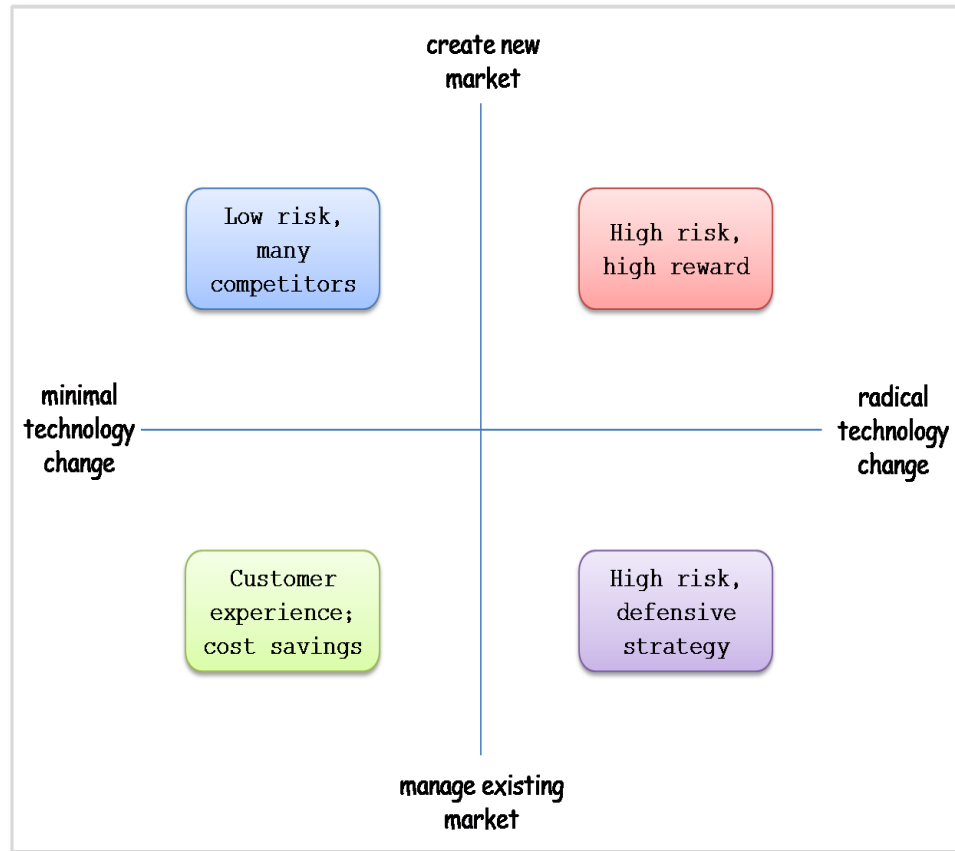 create new
market
Low risk,
many
competitors
High risk,
high reward
minimal
technology
change
radical
technology
change
Customer
experience;
cost savings
High risk,
defensive
strategy
manage existing
market